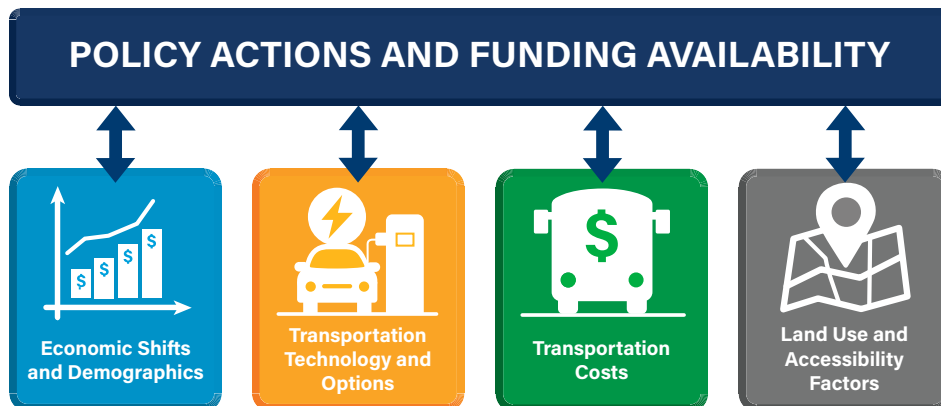 POLICY ACTIONS AND FUNDING AVAILABILITY
$ $ $ $
Economic Shifts
and Demographics
Transportation
Technology and
Options
$
Transportation
Costs
Land Use and
Accessibility
Factors